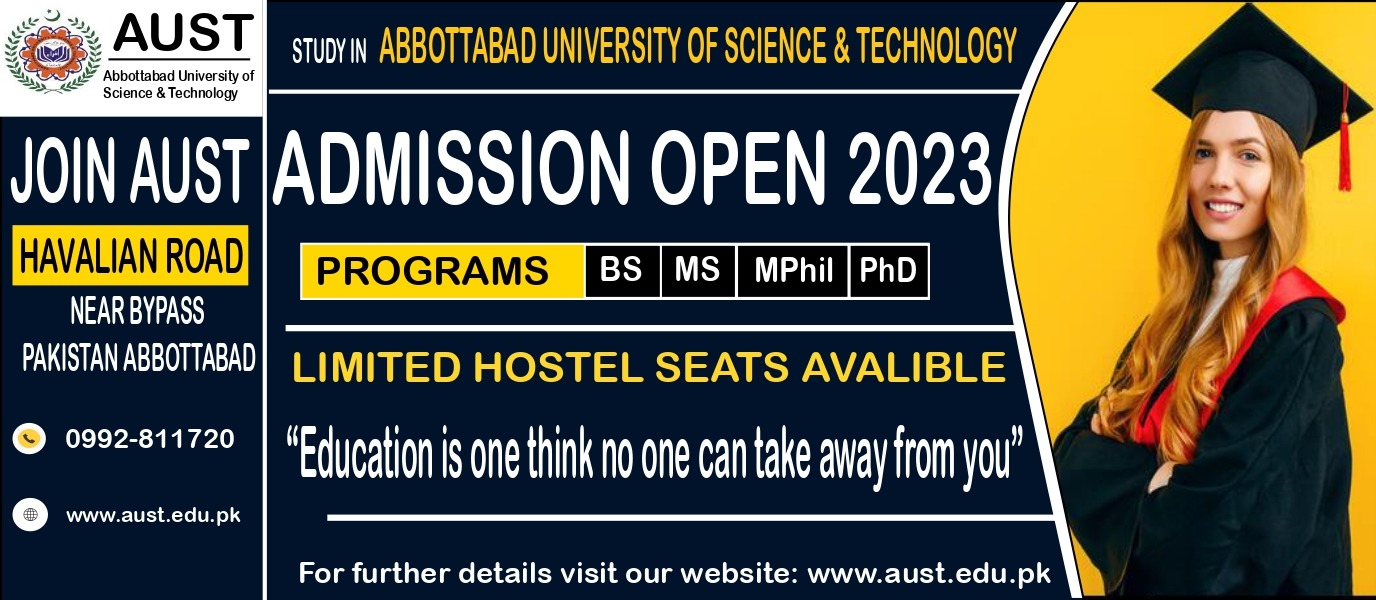 AUST
Abbottabad University of
Science & Technology
JOIN AUST
HAVALIAN ROAD
NEAR BYPASS
PAKISTAN ABBOTTABAD
0992-811720
www.aust.edu.pk
STUDY IN ABBOTTABAD UNIVERSITY OF SCIENCE & TECHNOLOGY
ADMISSION OPEN 2023
PROGRAMS BS MS MPhil PhD
LIMITED HOSTEL SEATS AVALIBLE
“Education is one think no one can take away from you”
For further details visit our website: www.aust.edu.pk